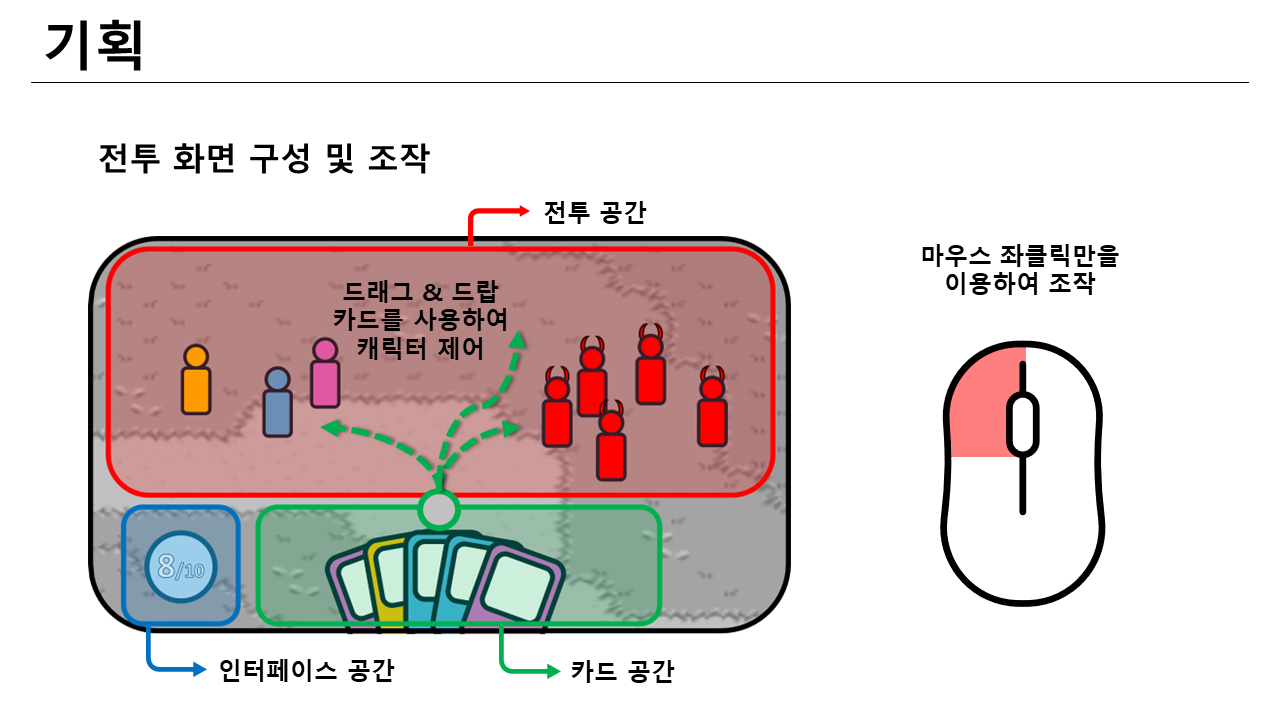 기획
전투 화면 구성 및 조작
전투 공간
드래그 & 드랍
카드를 사용하여
캐릭터 제어
8/10
인터페이스 공간
카드 공간
마우스 좌클릭만을
이용하여 조작